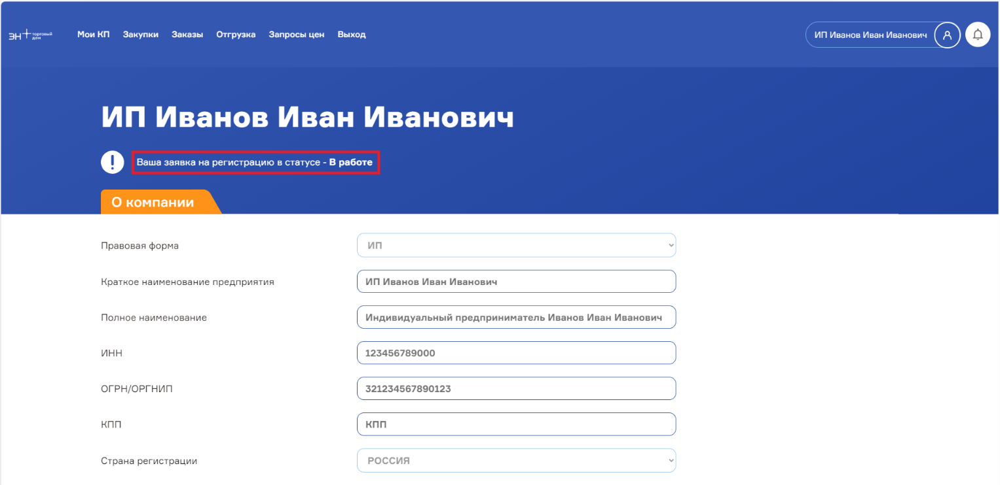 ЭН+ торговый дом
Мои КП Закупки Заказы Отгрузка Запросы цен Выход
ИП Иванов Иван Иванович
ИП Иванов Иван Иванович
Ваша заявка на регистрацию в статусе - В работе
О компании
Правовая форма ИП
Краткое наименование предприятия ИП Иванов Иван Иванович
Полное наименование Индивидуальный предприниматель Иванов Иван Иванович
ИНН 123456789000
ОГРН/ОРГНИП 321234567890123
КПП КПП
Страна регистрации РОССИЯ